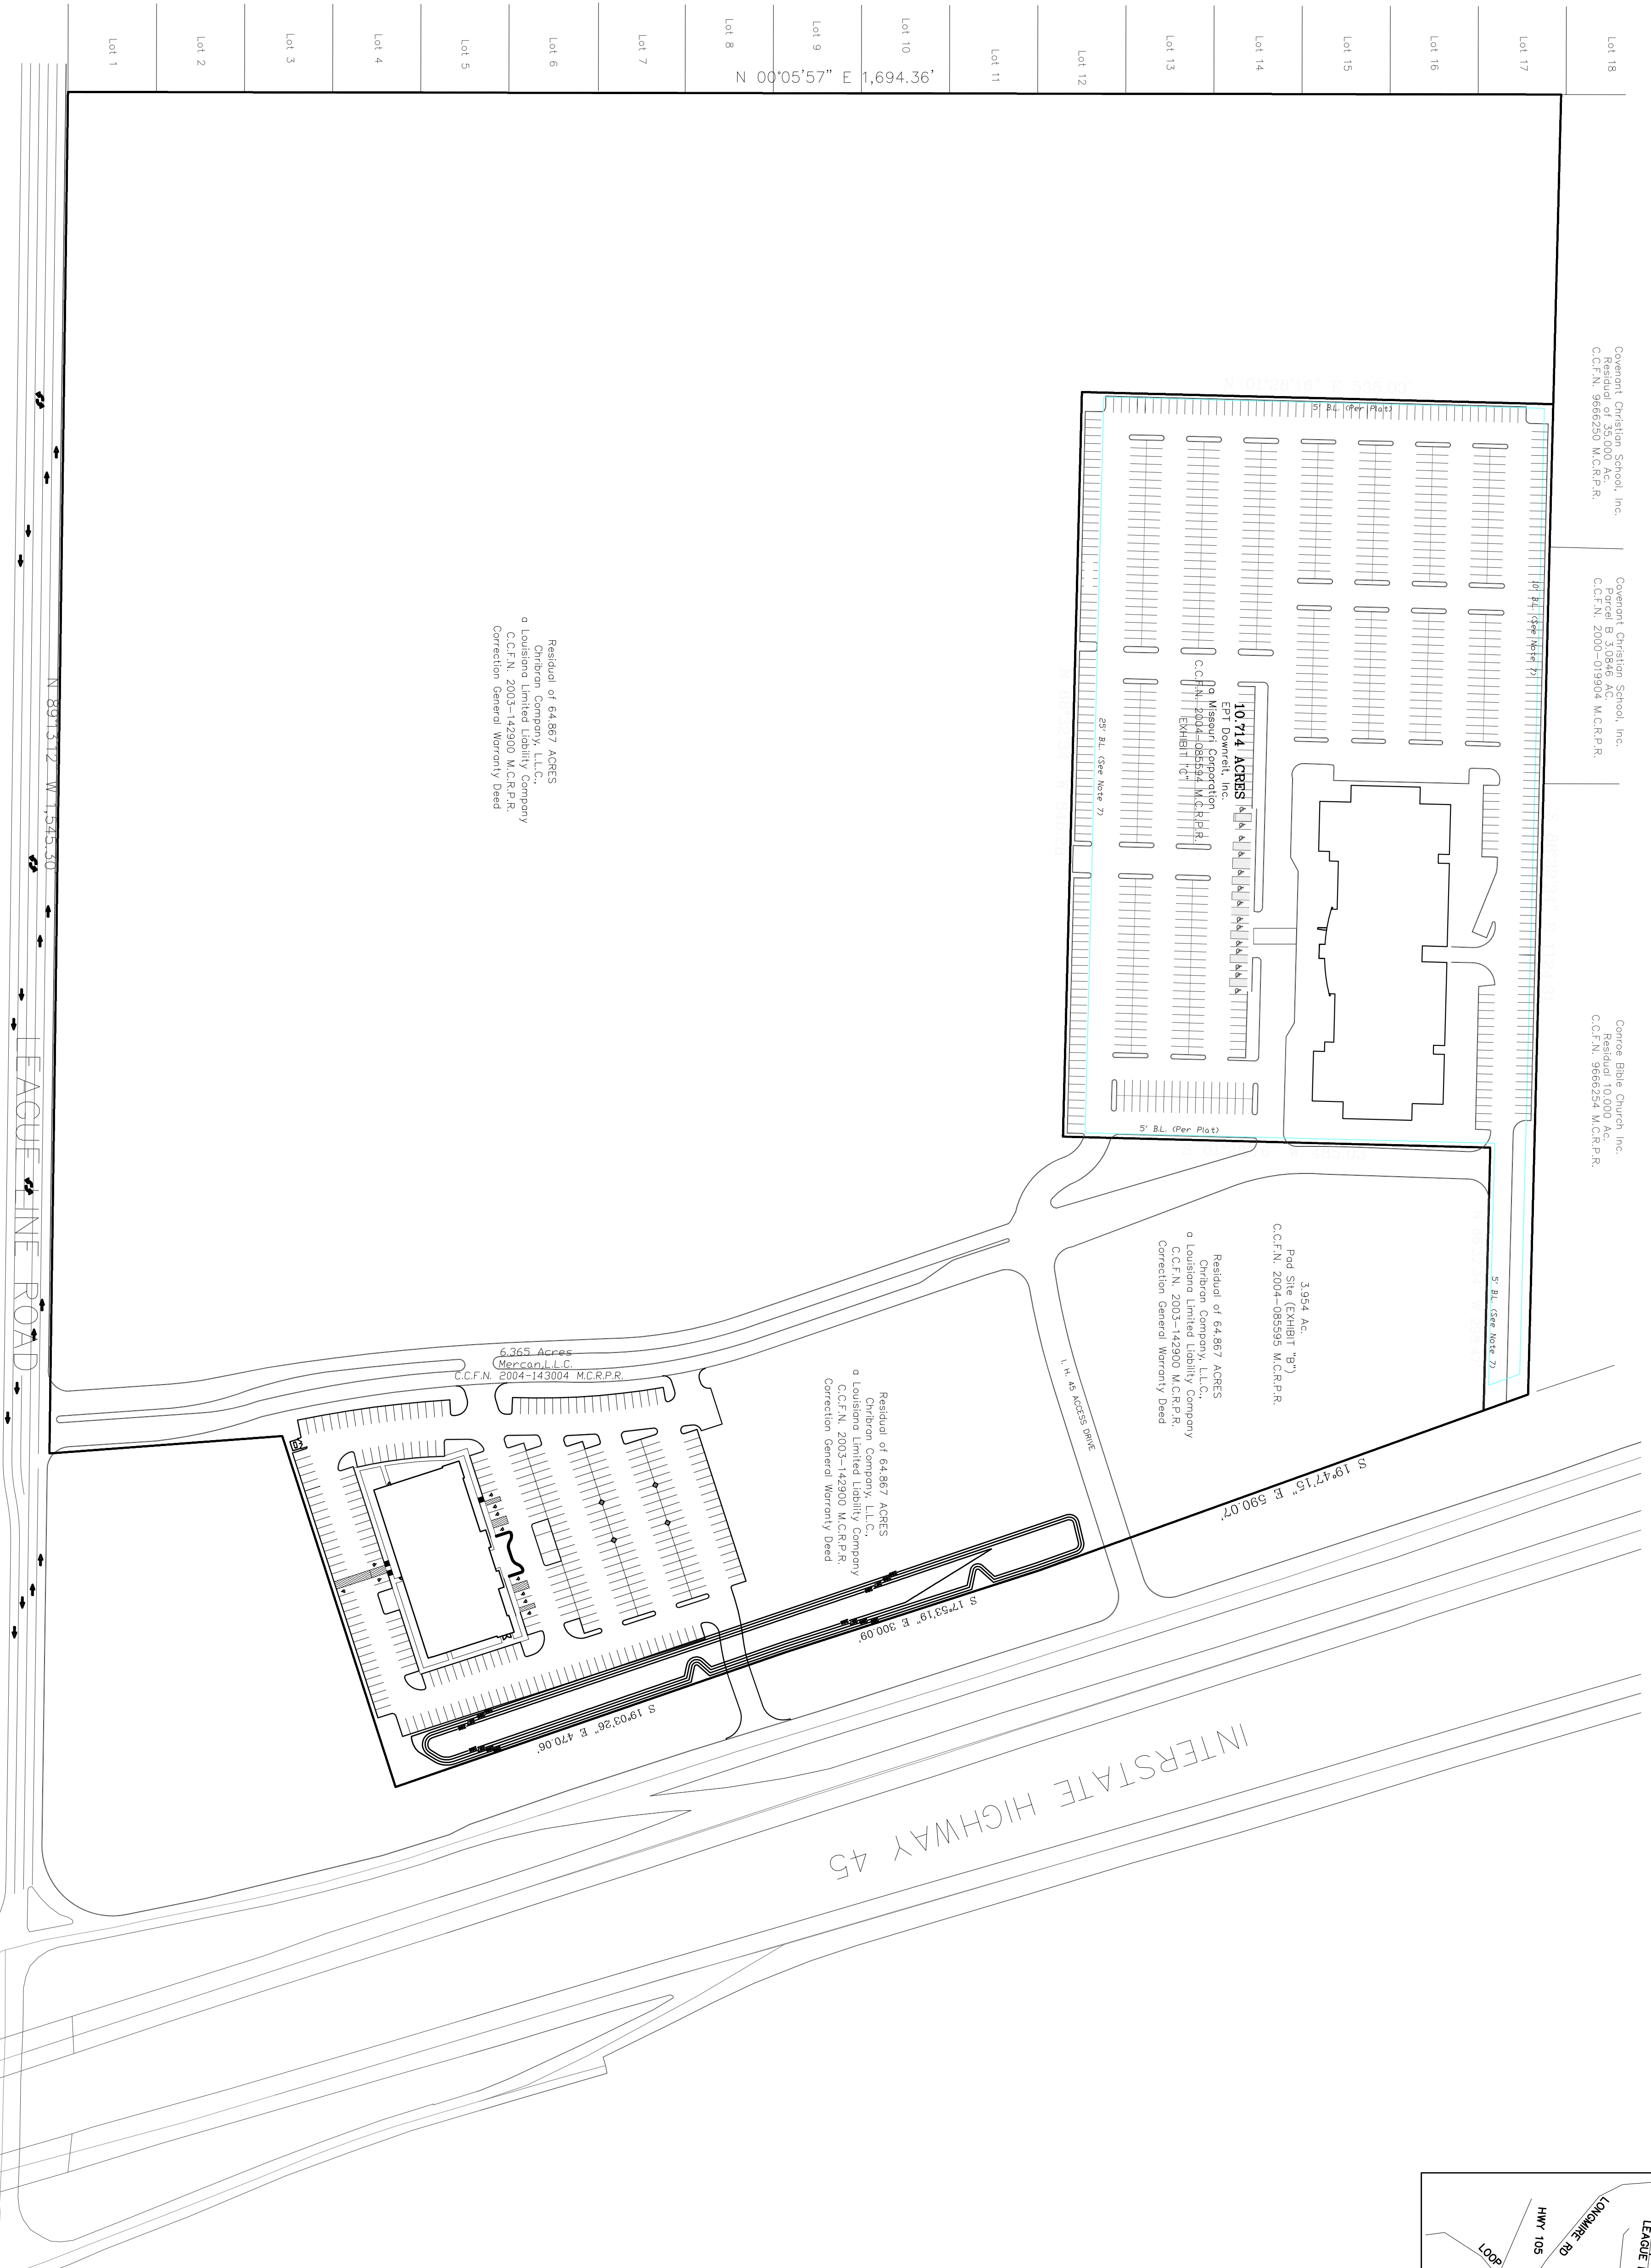 Lot 1
Lot 2
Lot 3
Lot 4
Lot 5
Lot 6
Lot 7
Lot 8
Lot 9
Lot 10
Lot 11
Lot 12
Lot 13
Lot 14
Lot 15
Lot 16
Lot 17
Lot 18
N 00°05'57" E 1,694.36'
Covenant Christian School, Inc.
Residual of 35.000 Ac.
C.C.F.N. 9666250 M.C.R.P.R.
Covenant Christian School, Inc.
Parcel B 3.0846 AC.
C.C.F.N. 2000-019904 M.C.R.P.R.
Conroe Bible Church Inc.
Residual 10.000 Ac.
C.C.F.N. 9666254 M.C.R.P.R.
5' B.L. (Per Plat)
10' B.L. (See Note 7)
10.714 ACRES
EPT Downreit, Inc.
a Missouri Corporation
C.C.F.N. 2004-085594 M.C.R.P.R.
EXHIBIT "C"
25' B.L. (See Note 7)
5' B.L. (Per Plat)
5' B.L. (See Note 7)
Residual of 64.867 ACRES
Chribran Company, L.L.C.,
a Louisiana Limited Liability Company
C.C.F.N. 2003-142900 M.C.R.P.R.
Correction General Warranty Deed
3.954 Ac.
Pad Site (EXHIBIT "B")
C.C.F.N. 2004-085595 M.C.R.P.R.
Residual of 64.867 ACRES
Chribran Company, L.L.C.,
a Louisiana Limited Liability Company
C.C.F.N. 2003-142900 M.C.R.P.R.
Correction General Warranty Deed
I. H. 45 ACCESS DRIVE
Residual of 64.867 ACRES
Chribran Company, L.L.C.,
a Louisiana Limited Liability Company
C.C.F.N. 2003-142900 M.C.R.P.R.
Correction General Warranty Deed
6.365 Acres
Mercan,L.L.C.
C.C.F.N. 2004-143004 M.C.R.P.R.
S 19°47'15" E 590.07'
S 17°53'19" E 300.09'
S 19°03'26" E 470.06'
N 89°13'12 W 1,545.30
LEAGUE LINE ROAD
INTERSTATE HIGHWAY 45
LONGMIRE RD
HWY 105
LOOP